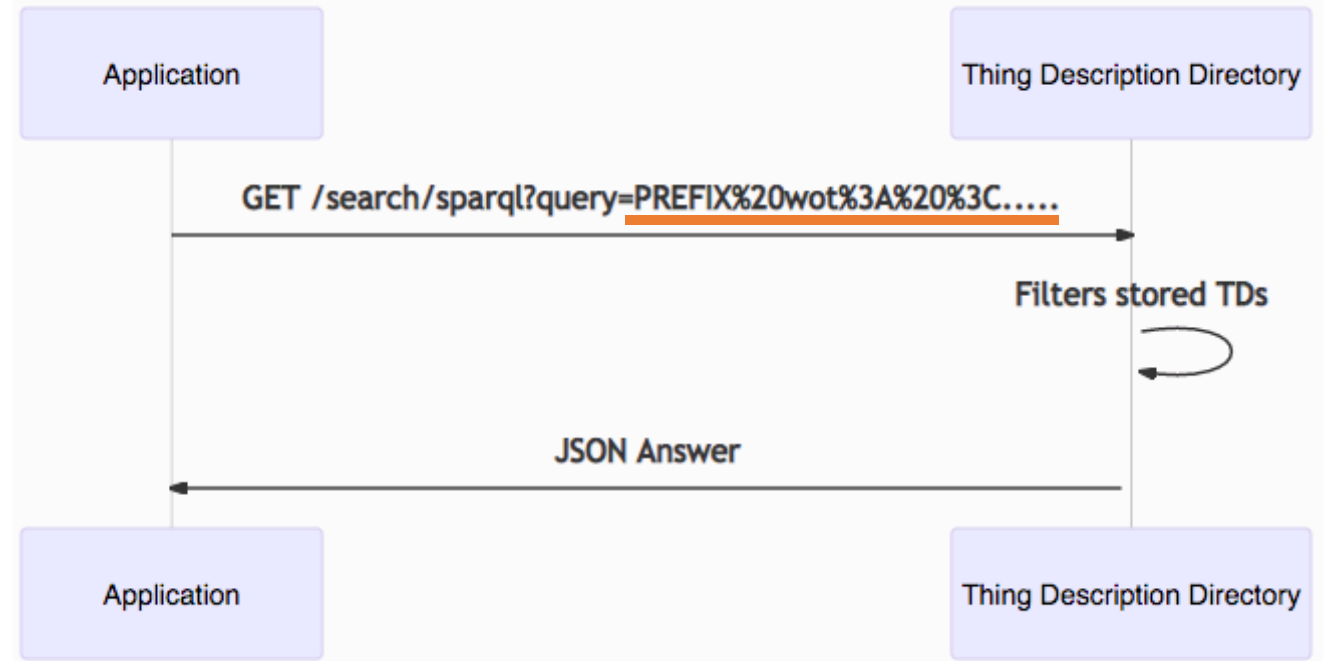 Application
Thing Description Directory
GET /search/sparql?query=PREFIX%20wot%3A%20%3C.....
Filters stored TDs
JSON Answer
Application
Thing Description Directory